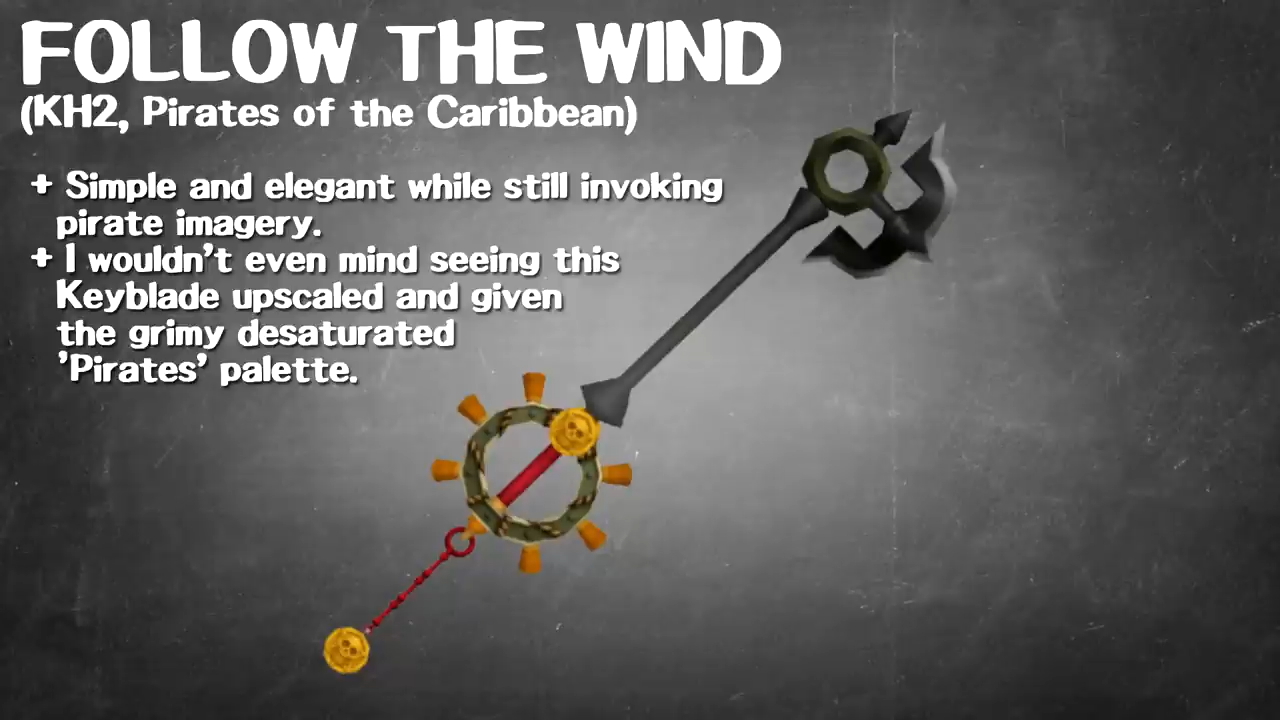 FOLLOW THE WIND
(KH2, Pirates of the Caribbean)
+ Simple and elegant while still invoking
pirate imagery.
+ I wouldn't even mind seeing this
Keyblade upscaled and given
the grimy desaturated
'Pirates' palette.